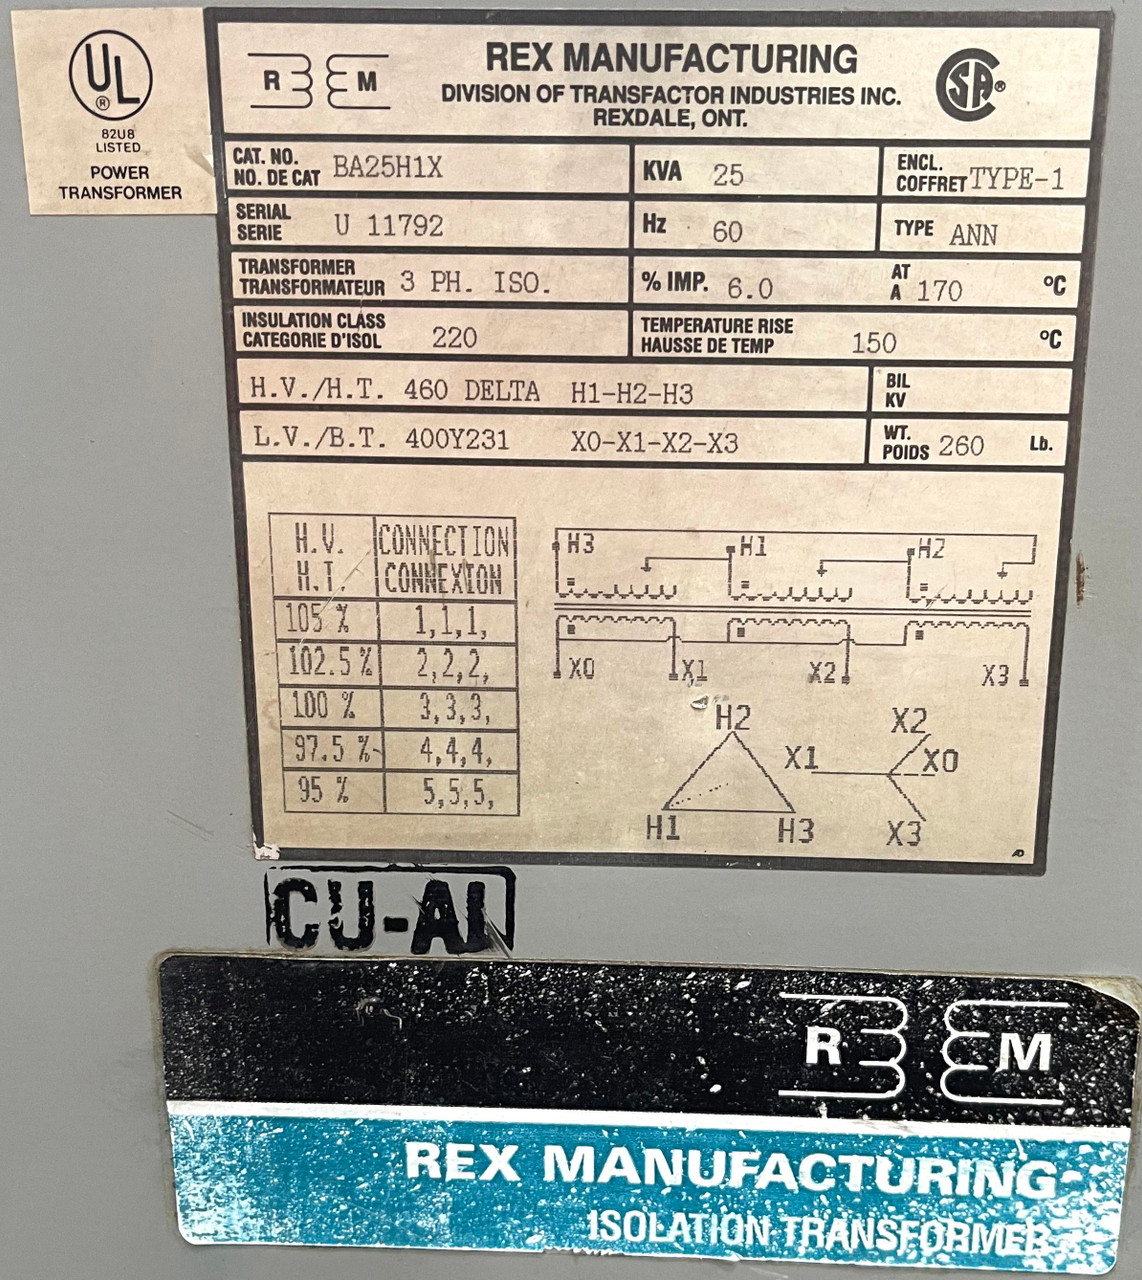 UL
®
82U8
LISTED
POWER
TRANSFORMER
R M
REX MANUFACTURING
DIVISION OF TRANSFACTOR INDUSTRIES INC.
REXDALE, ONT.
CSA®
CAT. NO.
NO. DE CAT BA25H1X
KVA 25
ENCL.
COFFRET TYPE-1
SERIAL
SERIE U 11792
Hz 60
TYPE ANN
TRANSFORMER
TRANSFORMATEUR 3 PH. ISO.
% IMP. 6.0
AT
A 170 °C
INSULATION CLASS
CATEGORIE D'ISOL 220
TEMPERATURE RISE
HAUSSE DE TEMP 150 °C
H.V./H.T. 460 DELTA H1-H2-H3
BIL
KV
L.V./B.T. 400Y231 X0-X1-X2-X3
WT.
POIDS 260 Lb.
H.V. CONNECTION
H.T. CONNEXION
105 % 1,1,1,
102.5 % 2,2,2,
100 % 3,3,3,
97.5 % 4,4,4,
95 % 5,5,5,
H3 H1 H2
X0 X1 X2 X3
H2
H1 H3
X2
X1 X0
X3
CU-AL
R M
REX MANUFACTURING
ISOLATION TRANSFORMER